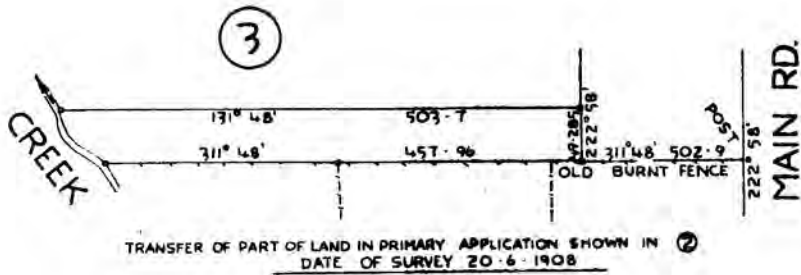 3
131° 48' 503·7
222° 58'
311° 48' 457·96
311° 48' 502·9
OLD BURNT FENCE
POST
222° 58'
MAIN RD.
CREEK
TRANSFER OF PART OF LAND IN PRIMARY APPLICATION SHOWN IN 2
DATE OF SURVEY 20·6·1908